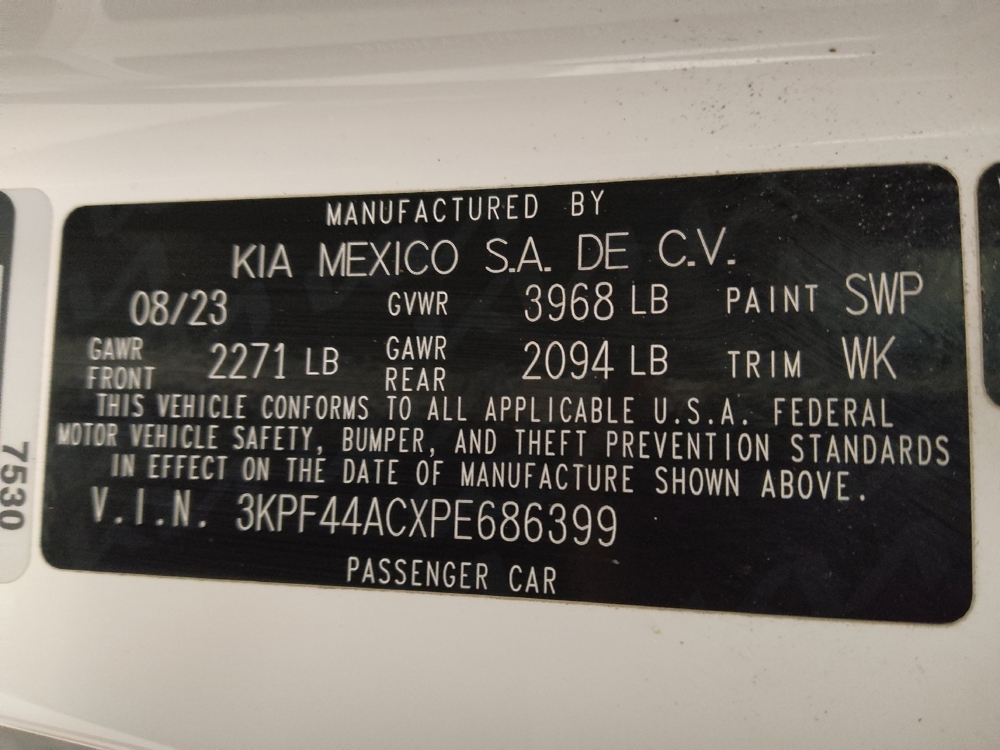 MANUFACTURED BY
KIA MEXICO S.A. DE C.V.
08/23 GVWR 3968 LB PAINT SWP
GAWR FRONT 2271 LB GAWR REAR 2094 LB TRIM WK
THIS VEHICLE CONFORMS TO ALL APPLICABLE U.S.A. FEDERAL
MOTOR VEHICLE SAFETY, BUMPER, AND THEFT PREVENTION STANDARDS
IN EFFECT ON THE DATE OF MANUFACTURE SHOWN ABOVE.
V.I.N. 3KPF44ACXPE686399
PASSENGER CAR
7530